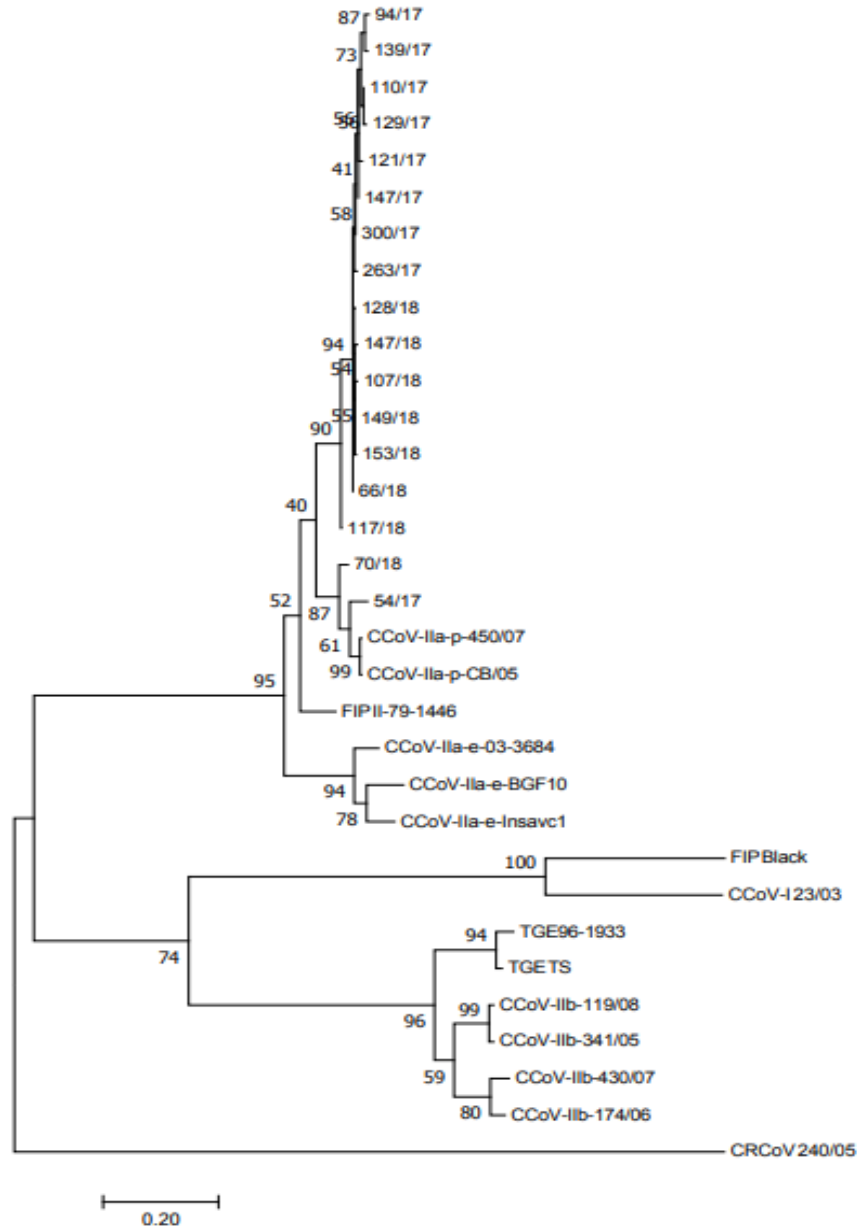 87
94/17
73
139/17
110/17
56
56
129/17
41
121/17
147/17
58
300/17
263/17
128/18
94
147/18
54
107/18
55
149/18
90
153/18
66/18
40
117/18
70/18
52
87
54/17
61
CCoV-IIa-p-450/07
99
CCoV-IIa-p-CB/05
95
FIPII-79-1446
CCoV-IIa-e-03-3684
94
CCoV-IIa-e-BGF10
78
CCoV-IIa-e-Insavc1
100
FIPBlack
CCoV-I23/03
74
94
TGE96-1933
TGETS
99
CCoV-IIb-119/08
96
CCoV-IIb-341/05
59
CCoV-IIb-430/07
80
CCoV-IIb-174/06
CRCoV240/05
0.20